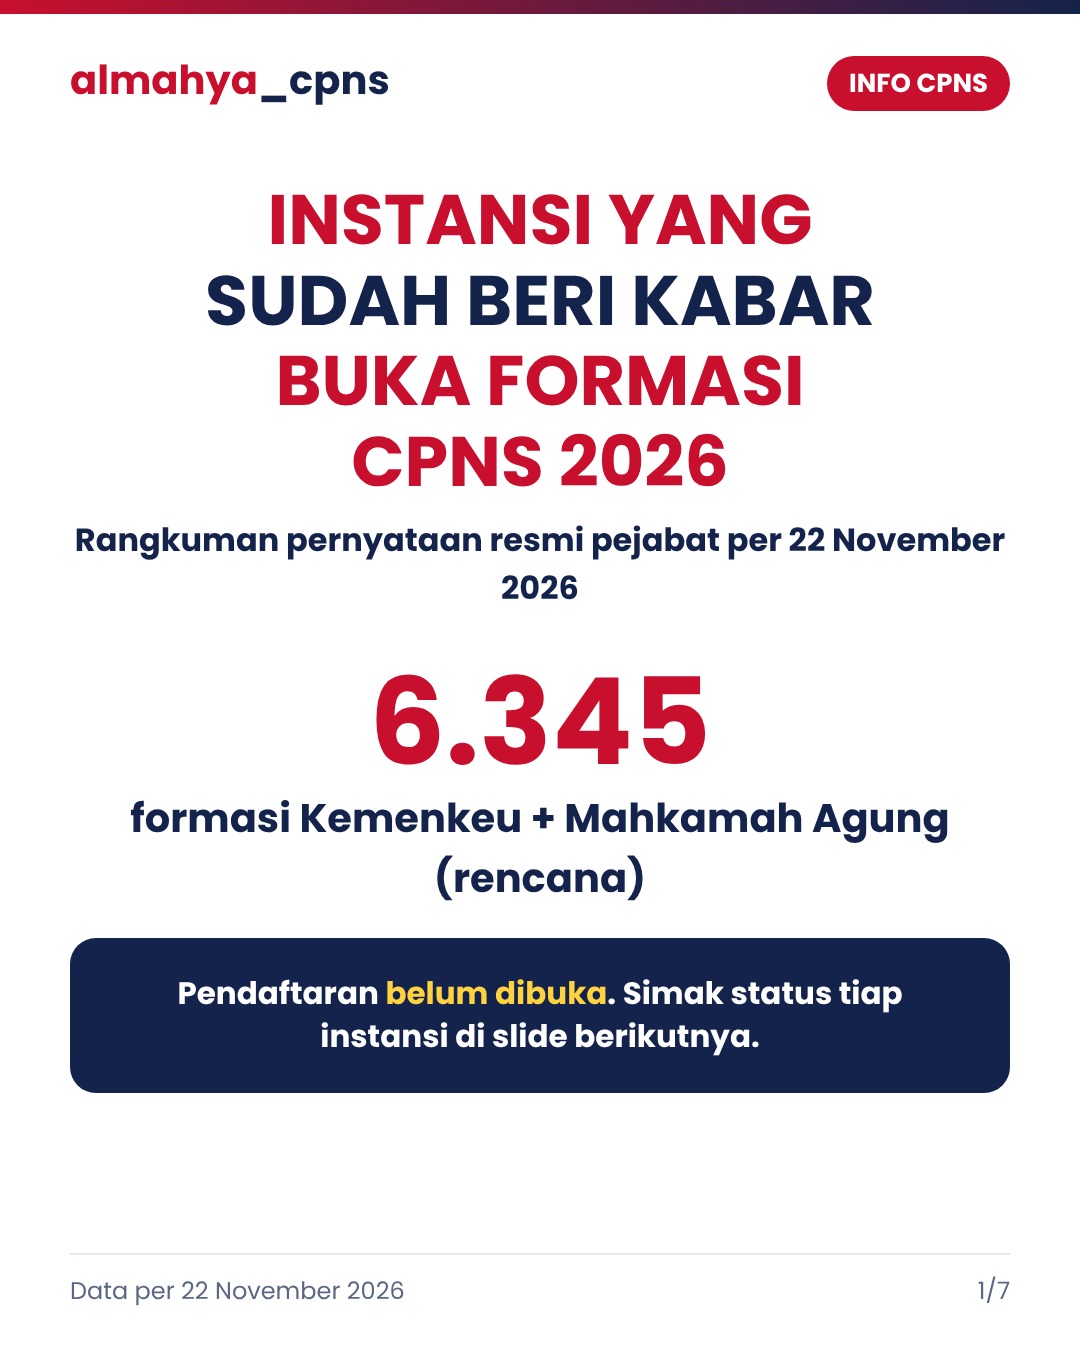 almahya_cpns
INFO CPNS
INSTANSI YANG
SUDAH BERI KABAR
BUKA FORMASI
CPNS 2026
Rangkuman pernyataan resmi pejabat per 22 November
2026
6.345
formasi Kemenkeu + Mahkamah Agung
(rencana)
Pendaftaran belum dibuka. Simak status tiap
instansi di slide berikutnya.
Data per 22 November 2026
1/7